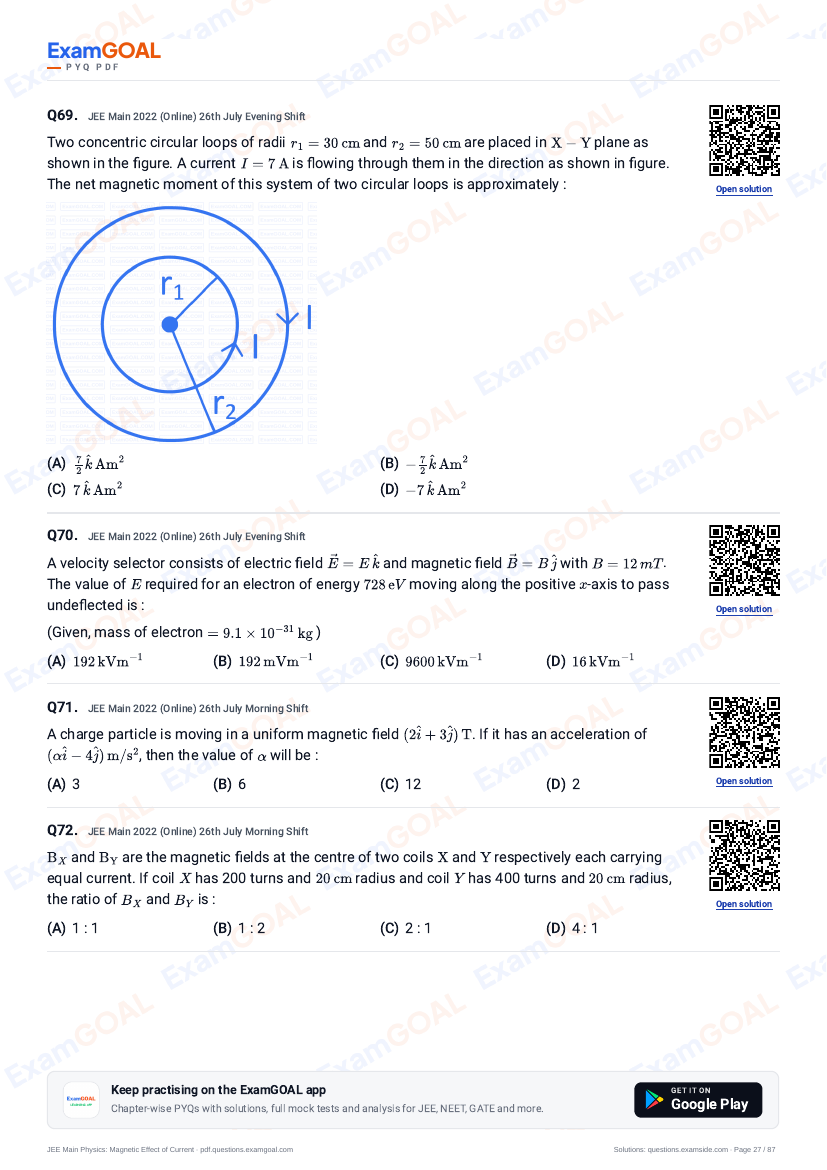 ExamGOAL
PYQ PDF
Q69. JEE Main 2022 (Online) 26th July Evening Shift
Two concentric circular loops of radii r₁ = 30 cm and r₂ = 50 cm are placed in X − Y plane as
shown in the figure. A current I = 7 A is flowing through them in the direction as shown in figure.
The net magnetic moment of this system of two circular loops is approximately :
Open solution
r₁
I
I
r₂
(A) 7/2 k̂ Am² (B) −7/2 k̂ Am²
(C) 7 k̂ Am² (D) −7 k̂ Am²
Q70. JEE Main 2022 (Online) 26th July Evening Shift
A velocity selector consists of electric field E⃗ = E k̂ and magnetic field B⃗ = B ĵ with B = 12 mT.
The value of E required for an electron of energy 728 eV moving along the positive x-axis to pass
undeflected is :
Open solution
(Given, mass of electron = 9.1 × 10⁻³¹ kg )
(A) 192 kVm⁻¹ (B) 192 mVm⁻¹ (C) 9600 kVm⁻¹ (D) 16 kVm⁻¹
Q71. JEE Main 2022 (Online) 26th July Morning Shift
A charge particle is moving in a uniform magnetic field (2î + 3ĵ) T. If it has an acceleration of
(αî − 4ĵ) m/s², then the value of α will be :
Open solution
(A) 3 (B) 6 (C) 12 (D) 2
Q72. JEE Main 2022 (Online) 26th July Morning Shift
B_X and B_Y are the magnetic fields at the centre of two coils X and Y respectively each carrying
equal current. If coil X has 200 turns and 20 cm radius and coil Y has 400 turns and 20 cm radius,
the ratio of B_X and B_Y is :
Open solution
(A) 1 : 1 (B) 1 : 2 (C) 2 : 1 (D) 4 : 1
ExamGOAL
Keep practising on the ExamGOAL app
Chapter-wise PYQs with solutions, full mock tests and analysis for JEE, NEET, GATE and more.
GET IT ON
Google Play
JEE Main Physics: Magnetic Effect of Current · pdf.questions.examgoal.com
Solutions: questions.examside.com · Page 27 / 87